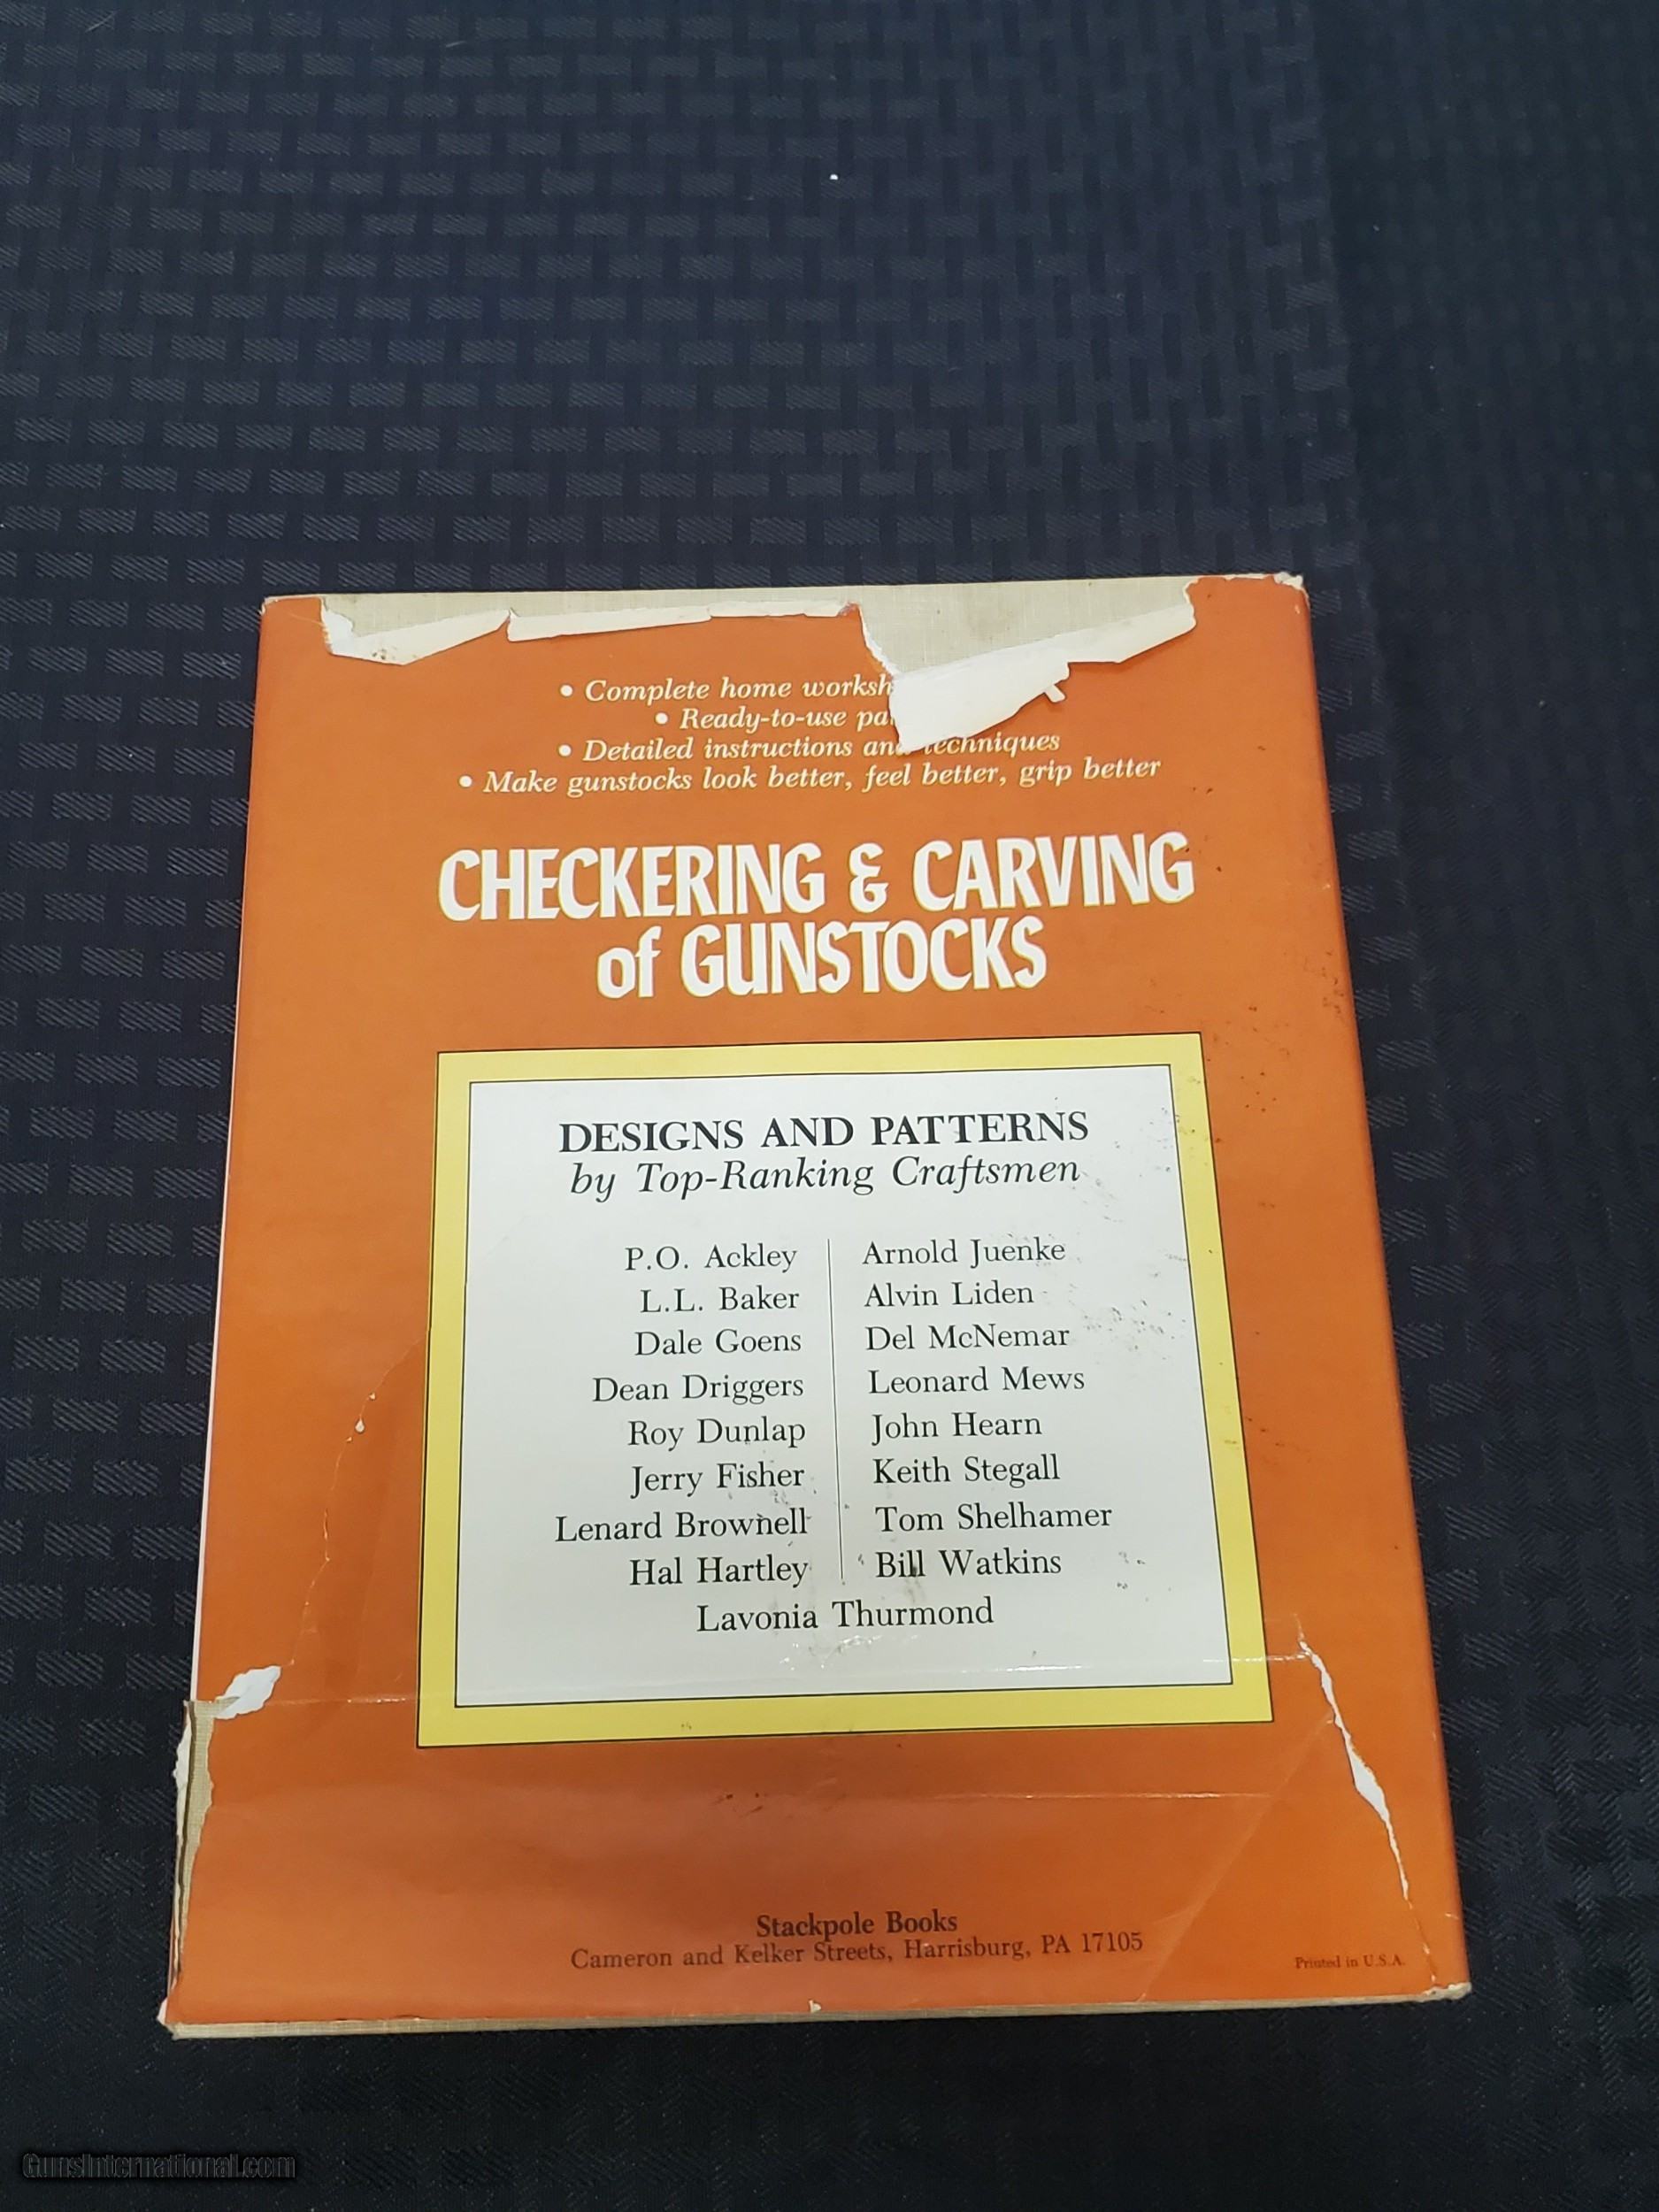 • Complete home
• Ready-to-use
• Detailed instructions techniques
• Make gunstocks look better, feel better, grip better
CHECKERING & CARVING
of GUNSTOCKS
DESIGNS AND PATTERNS
by Top-Ranking Craftsmen
P.O. Ackley
L.L. Baker
Dale Goens
Dean Driggers
Roy Dunlap
Jerry Fisher
Lenard Brownell
Hal Hartley
Arnold Juenke
Alvin Liden
Del McNemar
Leonard Mews
John Hearn
Keith Stegall
Tom Shelhamer
Bill Watkins
Lavonia Thurmond
Stackpole Books
Cameron and Kelker Streets, Harrisburg, PA 17105
Printed in U.S.A.
GunsInternational.com